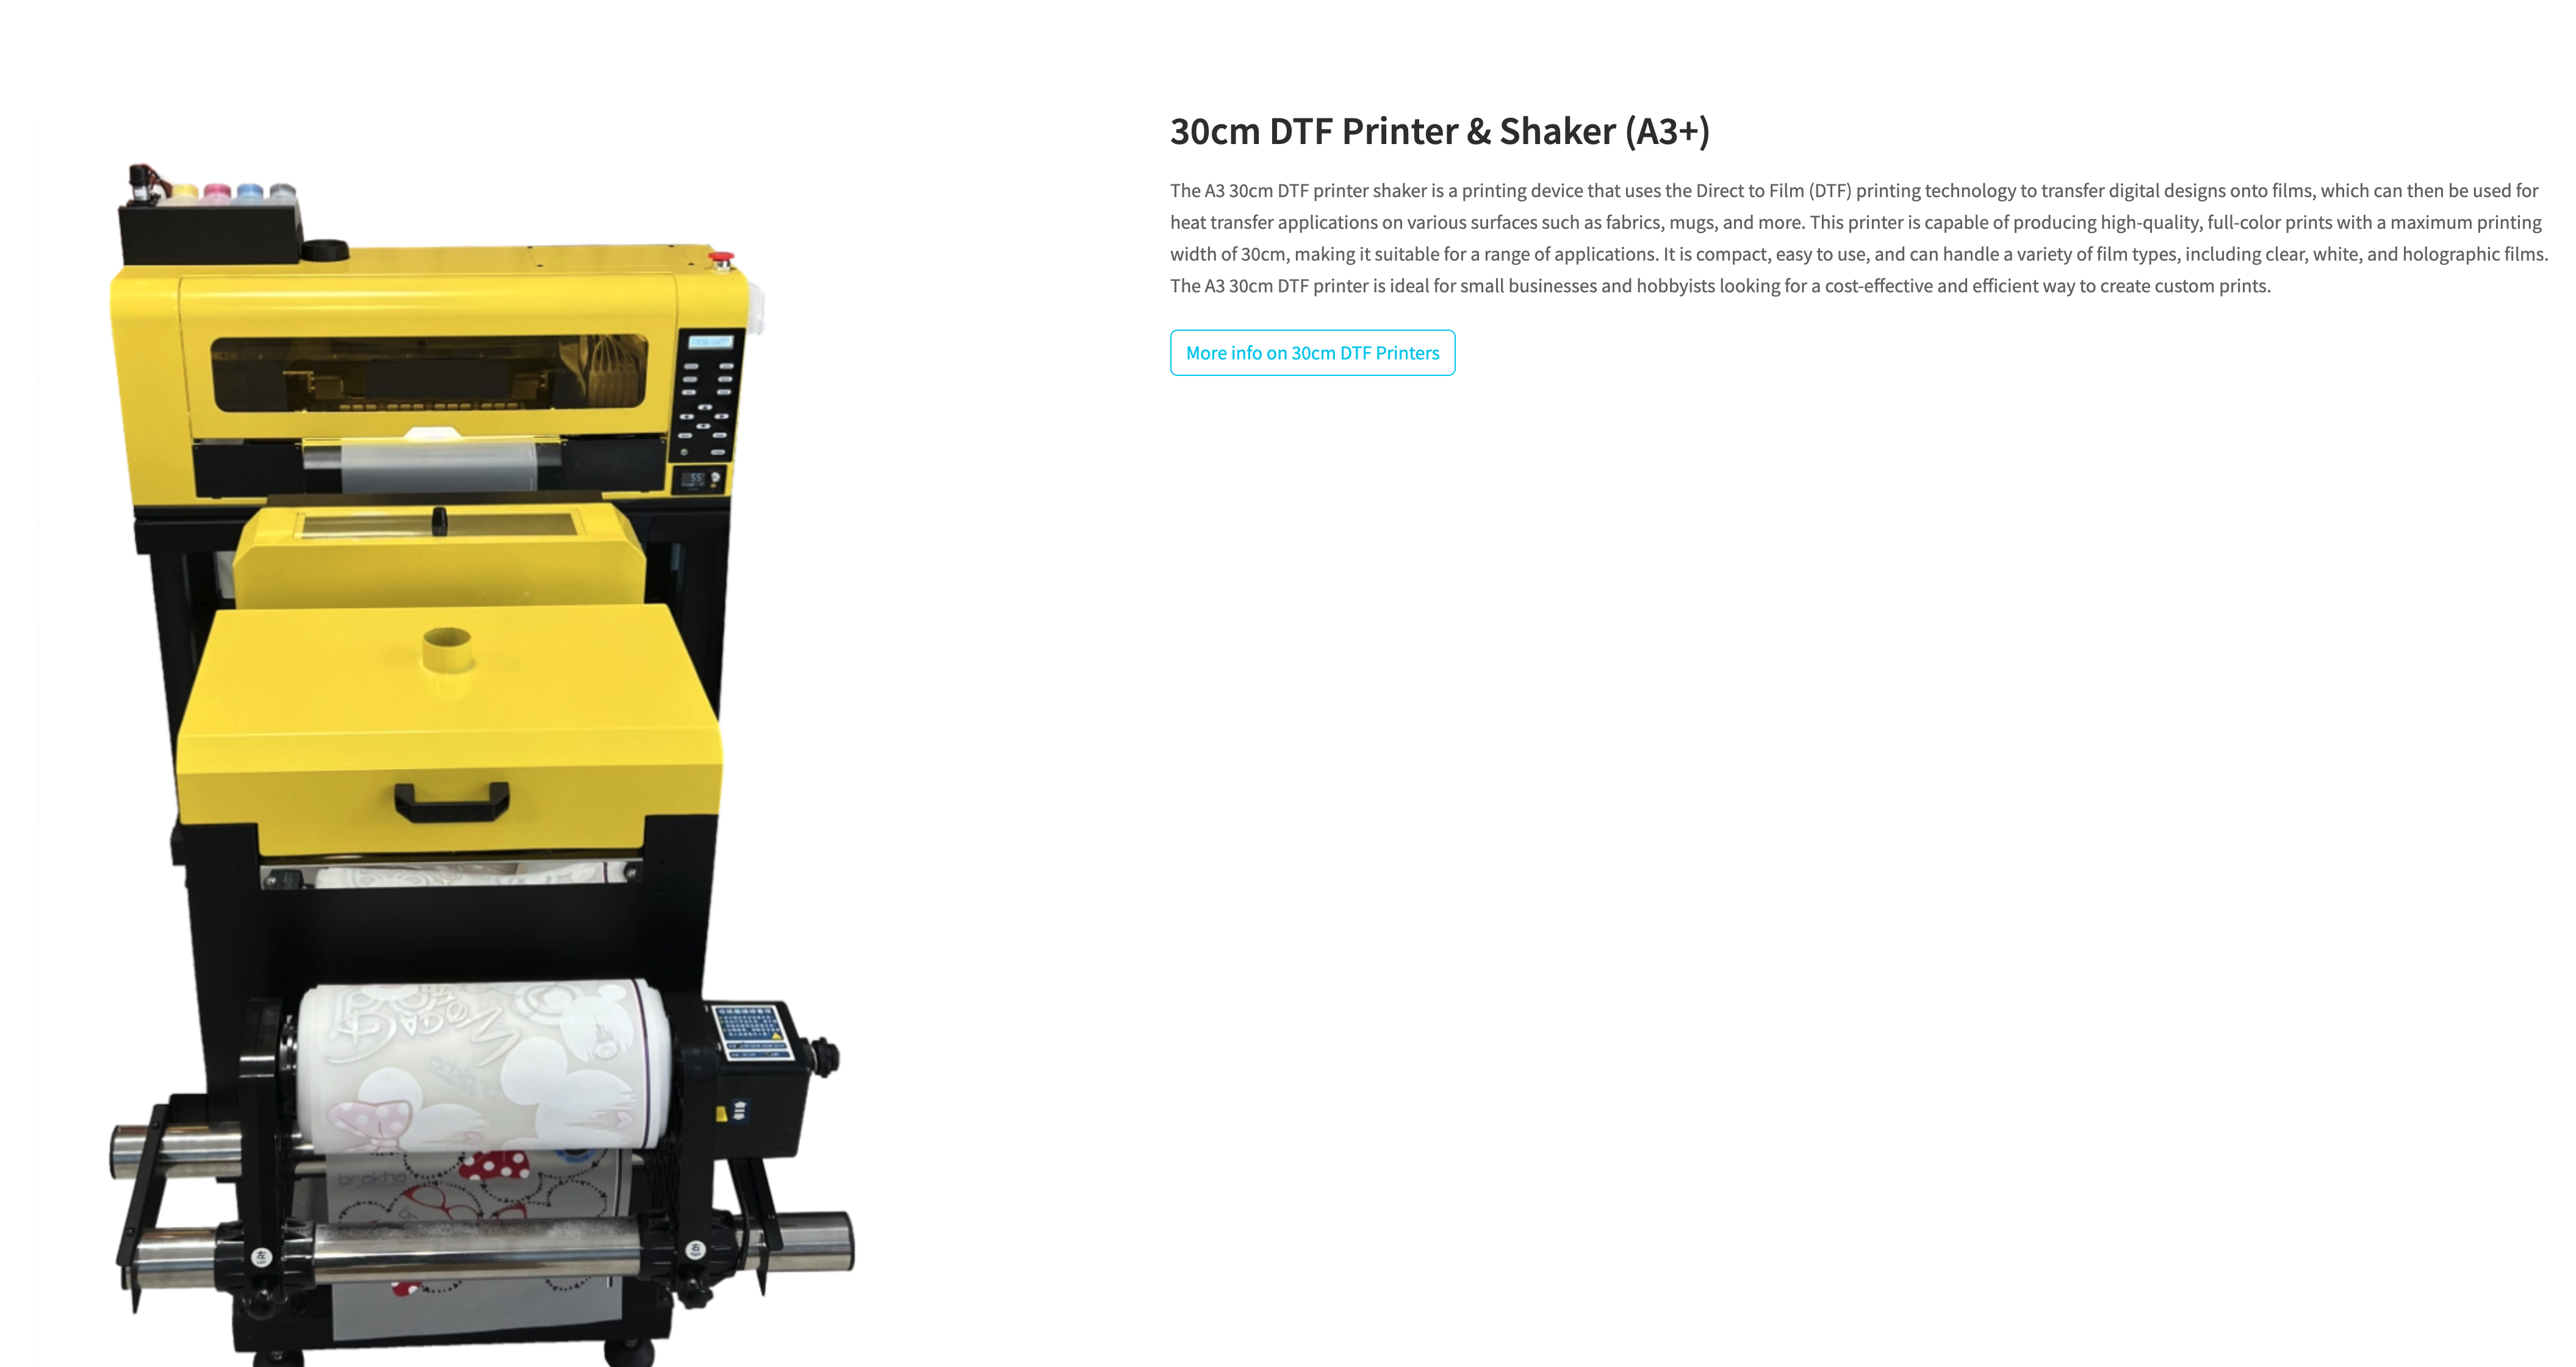 30cm DTF Printer & Shaker (A3+)
The A3 30cm DTF printer shaker is a printing device that uses the Direct to Film (DTF) printing technology to transfer digital designs onto films, which can then be used for
heat transfer applications on various surfaces such as fabrics, mugs, and more. This printer is capable of producing high-quality, full-color prints with a maximum printing
width of 30cm, making it suitable for a range of applications. It is compact, easy to use, and can handle a variety of film types, including clear, white, and holographic films.
The A3 30cm DTF printer is ideal for small businesses and hobbyists looking for a cost-effective and efficient way to create custom prints.
More info on 30cm DTF Printers
55
brokho
左
右